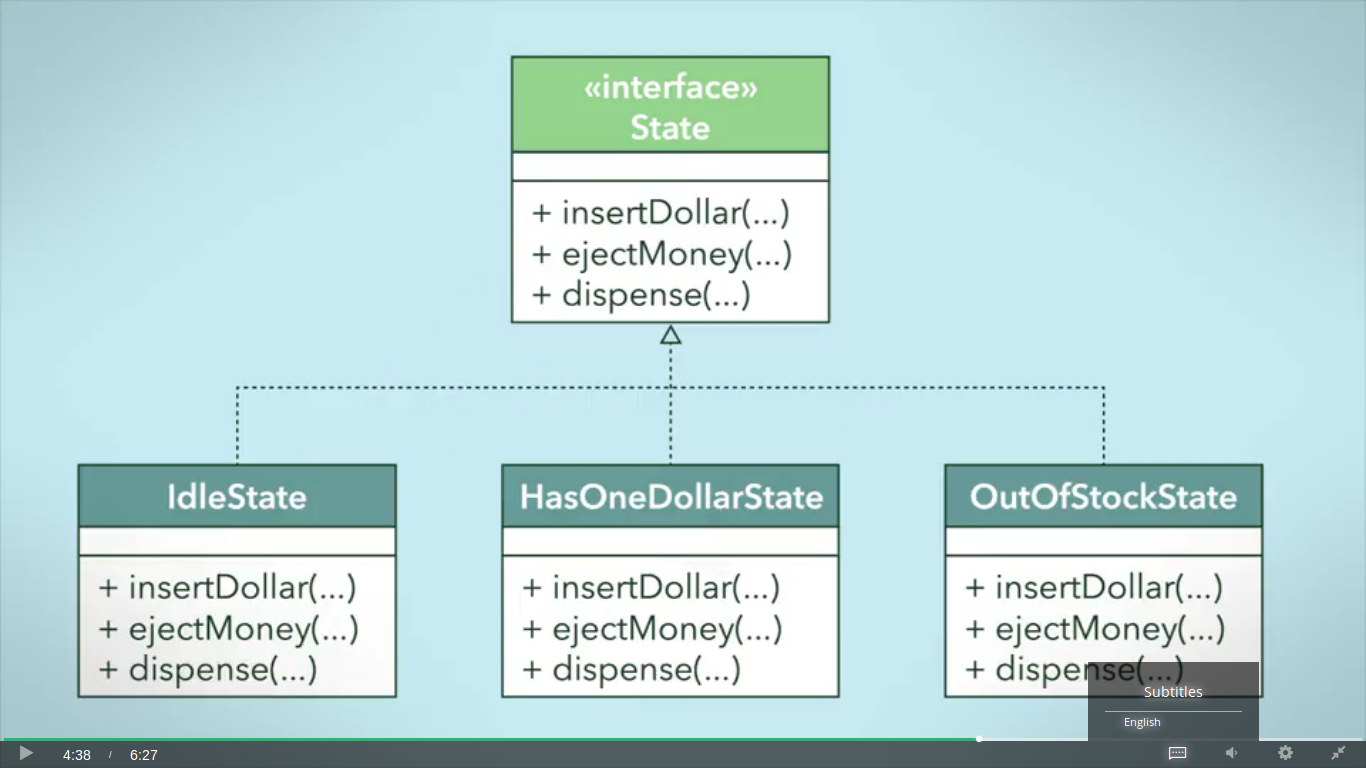 «interface»
State
+ insertDollar(...)
+ ejectMoney(...)
+ dispense(...)
IdleState
+ insertDollar(...)
+ ejectMoney(...)
+ dispense(...)
HasOneDollarState
+ insertDollar(...)
+ ejectMoney(...)
+ dispense(...)
OutOfStockState
+ insertDollar(...)
+ ejectMoney(...)
+ dispense(...)
Subtitles
English
4:38 / 6:27